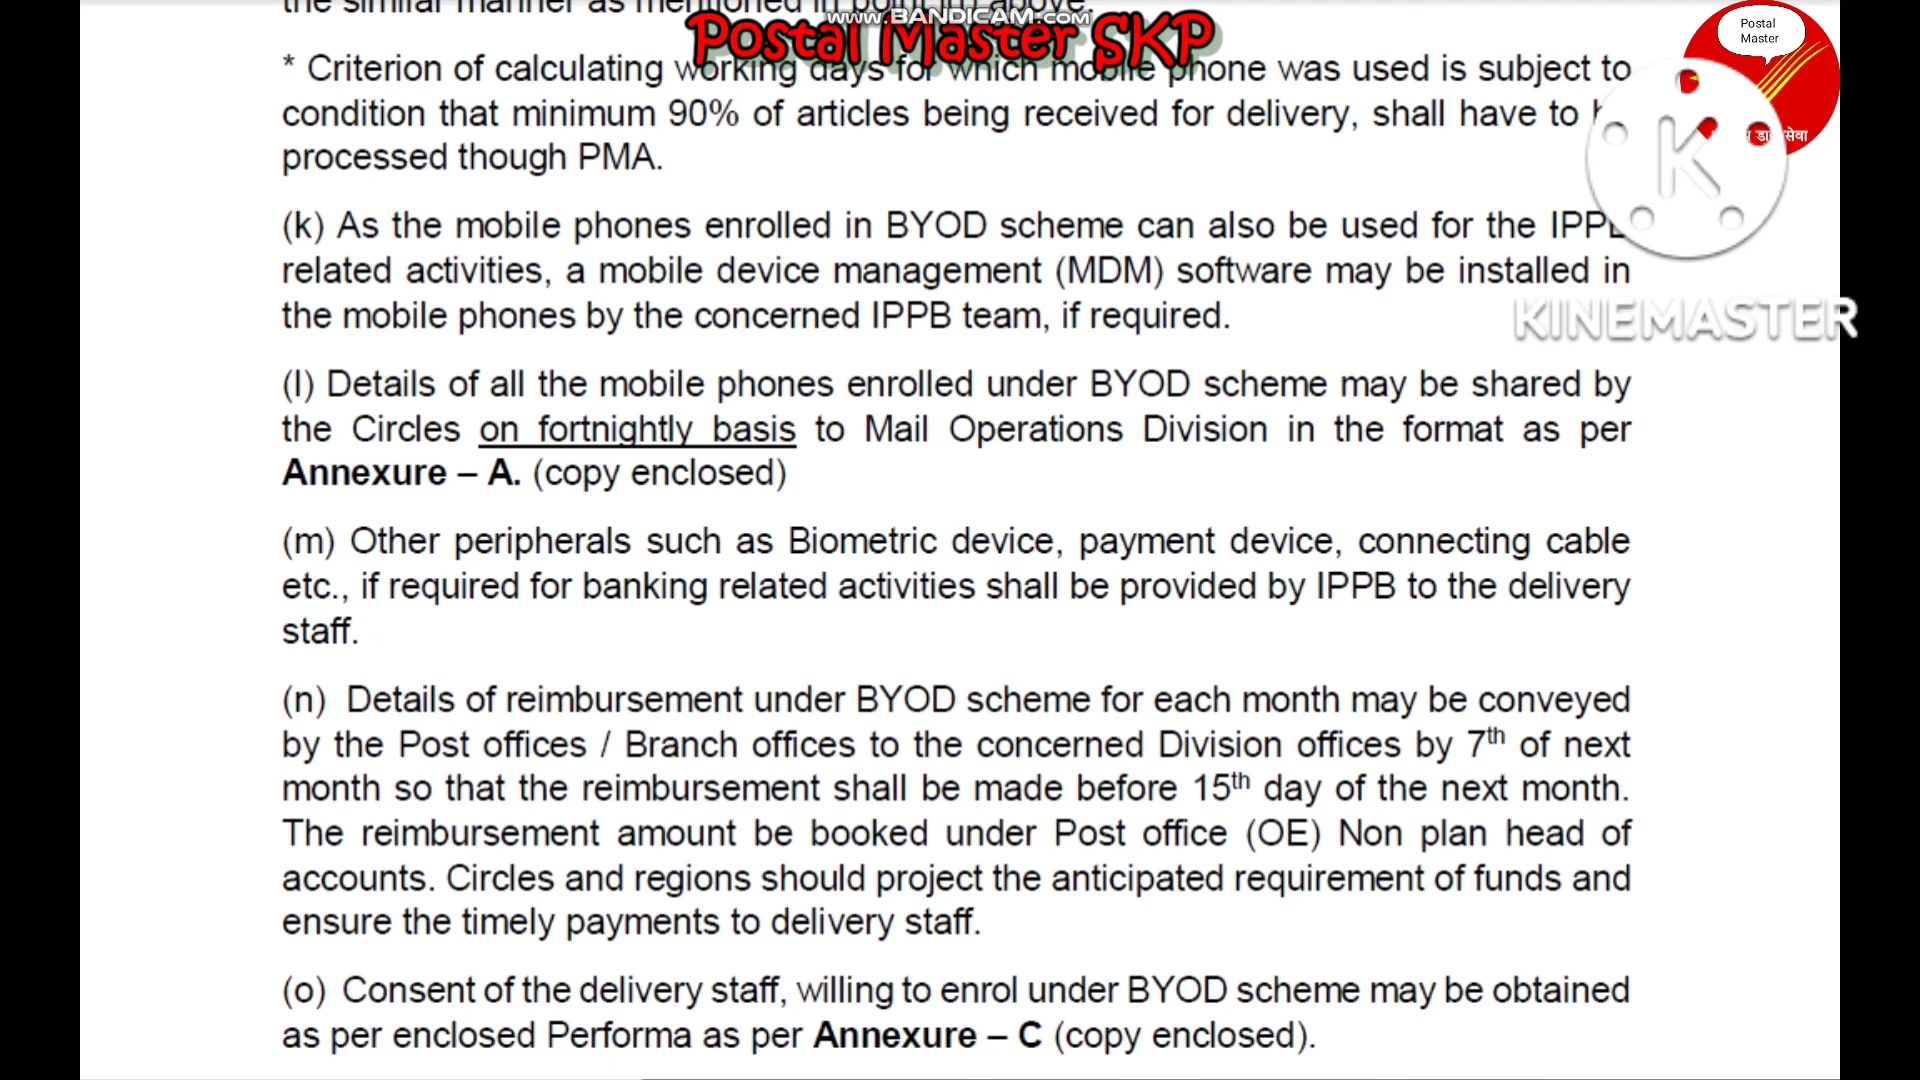 the similar manner as mentioned in point above.
www.BANDICAM.com
Postal Master SKP
Postal
Master
* Criterion of calculating working days for which mobile phone was used is subject to
condition that minimum 90% of articles being received for delivery, shall have to
processed though PMA.
सेवा
K
KINEMASTER
(k) As the mobile phones enrolled in BYOD scheme can also be used for the IPPB
related activities, a mobile device management (MDM) software may be installed in
the mobile phones by the concerned IPPB team, if required.
(l) Details of all the mobile phones enrolled under BYOD scheme may be shared by
the Circles on fortnightly basis to Mail Operations Division in the format as per
Annexure – A. (copy enclosed)
(m) Other peripherals such as Biometric device, payment device, connecting cable
etc., if required for banking related activities shall be provided by IPPB to the delivery
staff.
(n) Details of reimbursement under BYOD scheme for each month may be conveyed
by the Post offices / Branch offices to the concerned Division offices by 7th of next
month so that the reimbursement shall be made before 15th day of the next month.
The reimbursement amount be booked under Post office (OE) Non plan head of
accounts. Circles and regions should project the anticipated requirement of funds and
ensure the timely payments to delivery staff.
(o) Consent of the delivery staff, willing to enrol under BYOD scheme may be obtained
as per enclosed Performa as per Annexure – C (copy enclosed).